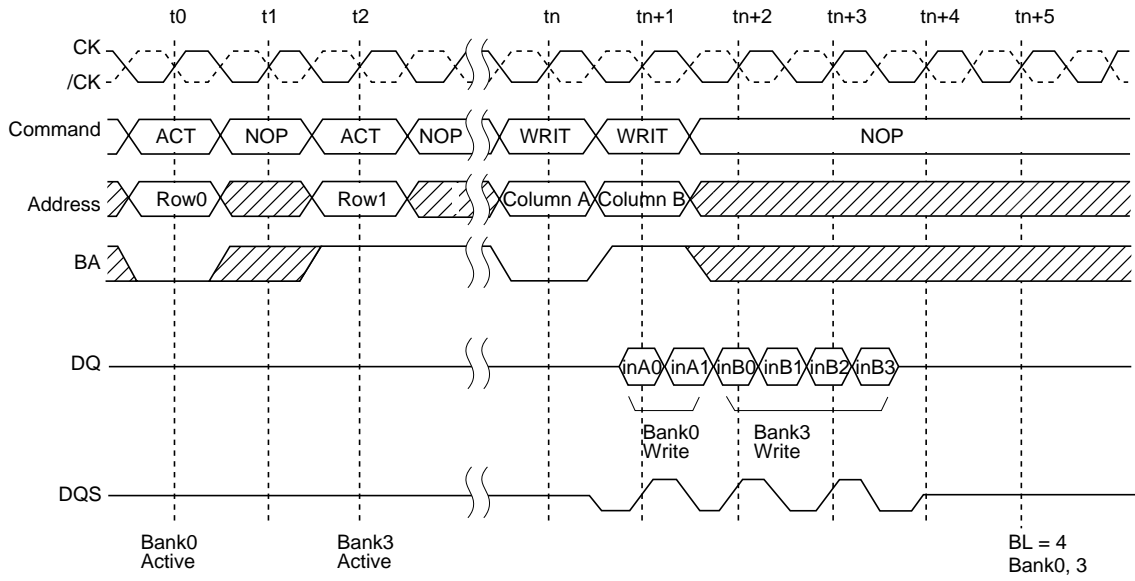 t0 t1 t2 tn tn+1 tn+2 tn+3 tn+4 tn+5
CK
/CK
Command ACT NOP ACT NOP WRIT WRIT NOP
Address Row0 Row1 Column A Column B
BA
DQ inA0 inA1 inB0 inB1 inB2 inB3
Bank0 Bank3
Write Write
DQS
Bank0 Bank3 BL = 4
Active Active Bank0, 3